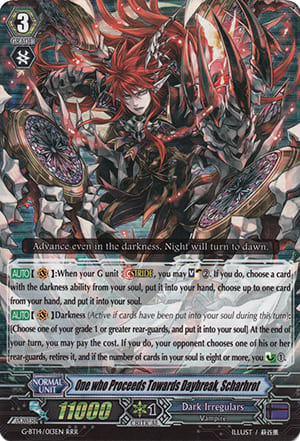 3
Advance even in the darkness. Night will turn to dawn.
AUTO[ ]:When your G unit STRIDE, you may 2. If you do, choose a card
with the darkness ability from your soul, put it into your hand, choose up to one card
from your hand, and put it into your soul.
AUTO[ ]Darkness (Active if cards have been put into your soul during this turn):
[Choose one of your grade 1 or greater rear-guards, and put it into your soul] At the end of
your turn, you may pay the cost. If you do, your opponent chooses one of his or
her rear-guards, retires it, and if the number of cards in your soul is eight or more, you 1.
NORMAL UNIT
One who Proceeds Towards Daybreak, Scharhrot
11000
1
CRITICAL
Dark Irregulars
Vampire
G-BT14/013EN RRR
ILLUST /